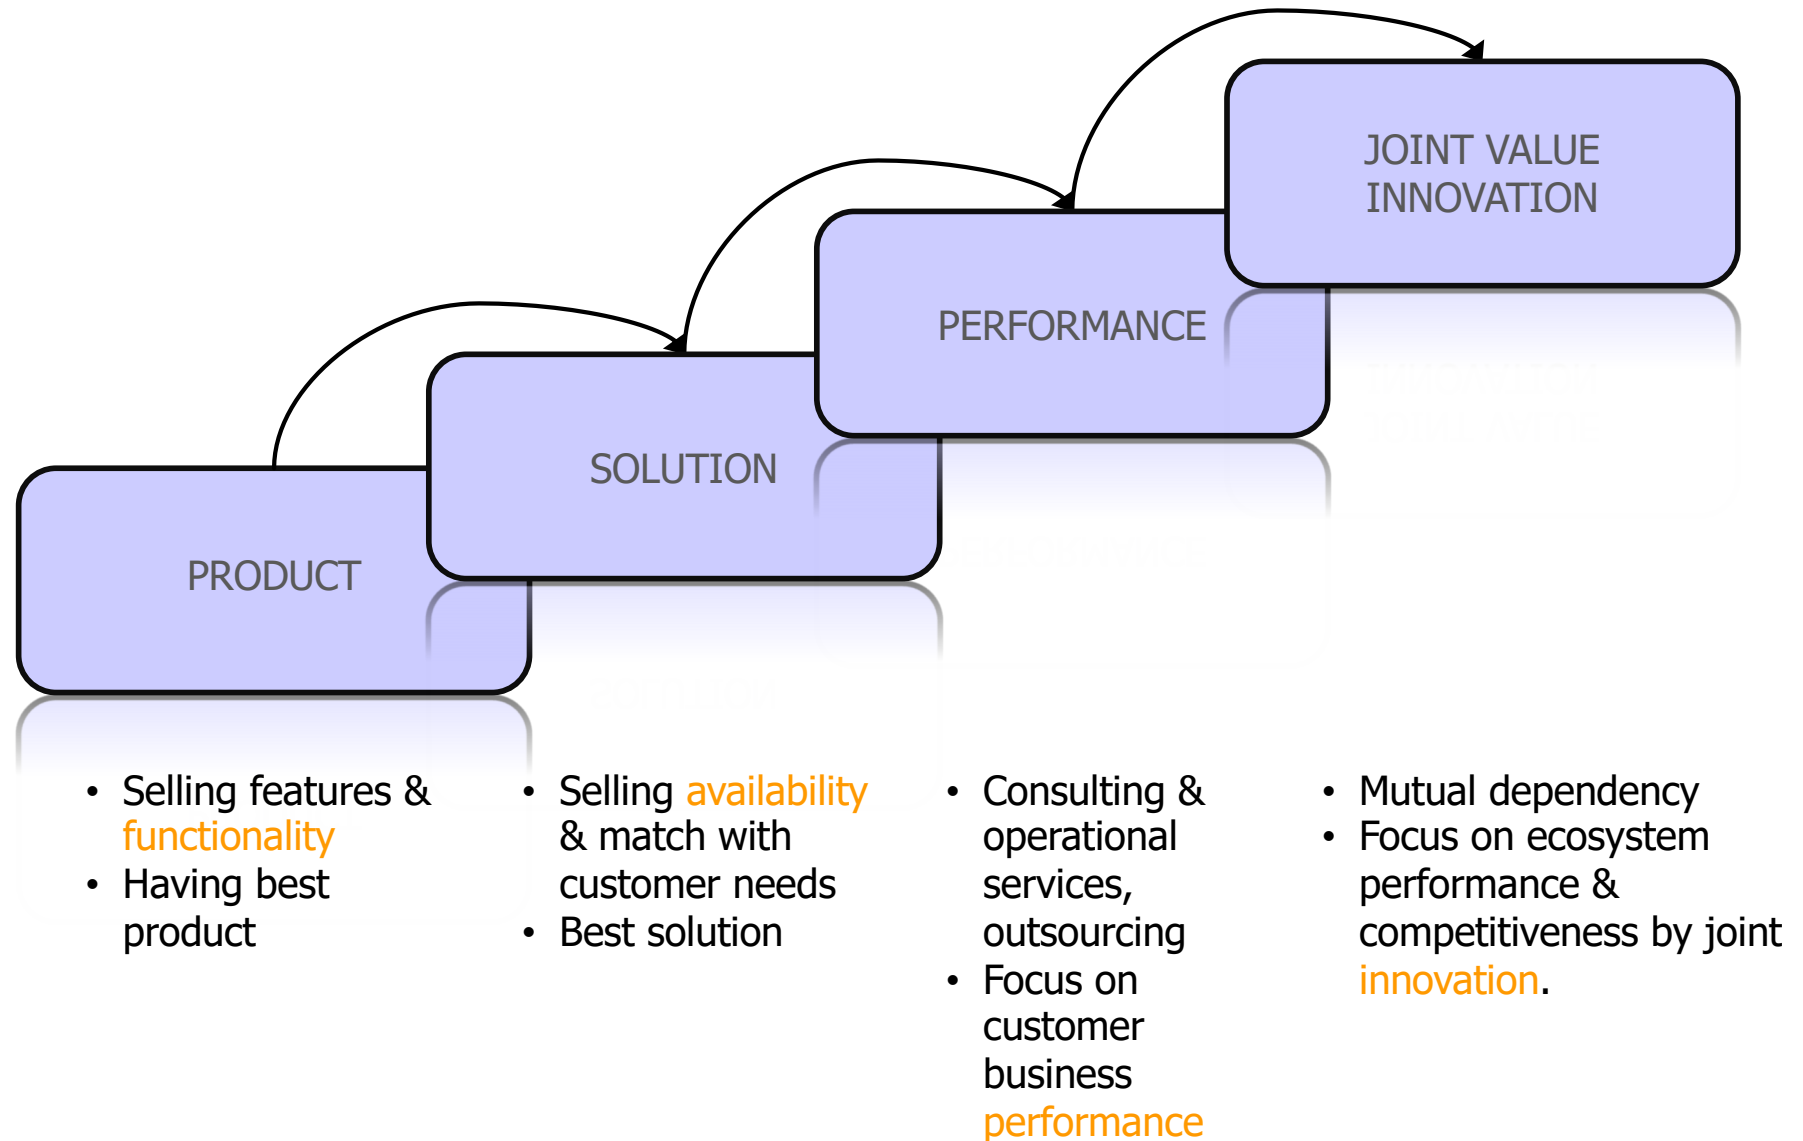 JOINT VALUE
INNOVATION
PERFORMANCE
SOLUTION
PRODUCT
• Selling features &
functionality
• Having best
product
• Selling availability
& match with
customer needs
• Best solution
• Consulting &
operational
services,
outsourcing
• Focus on
customer
business
performance
• Mutual dependency
• Focus on ecosystem
performance &
competitiveness by joint
innovation.